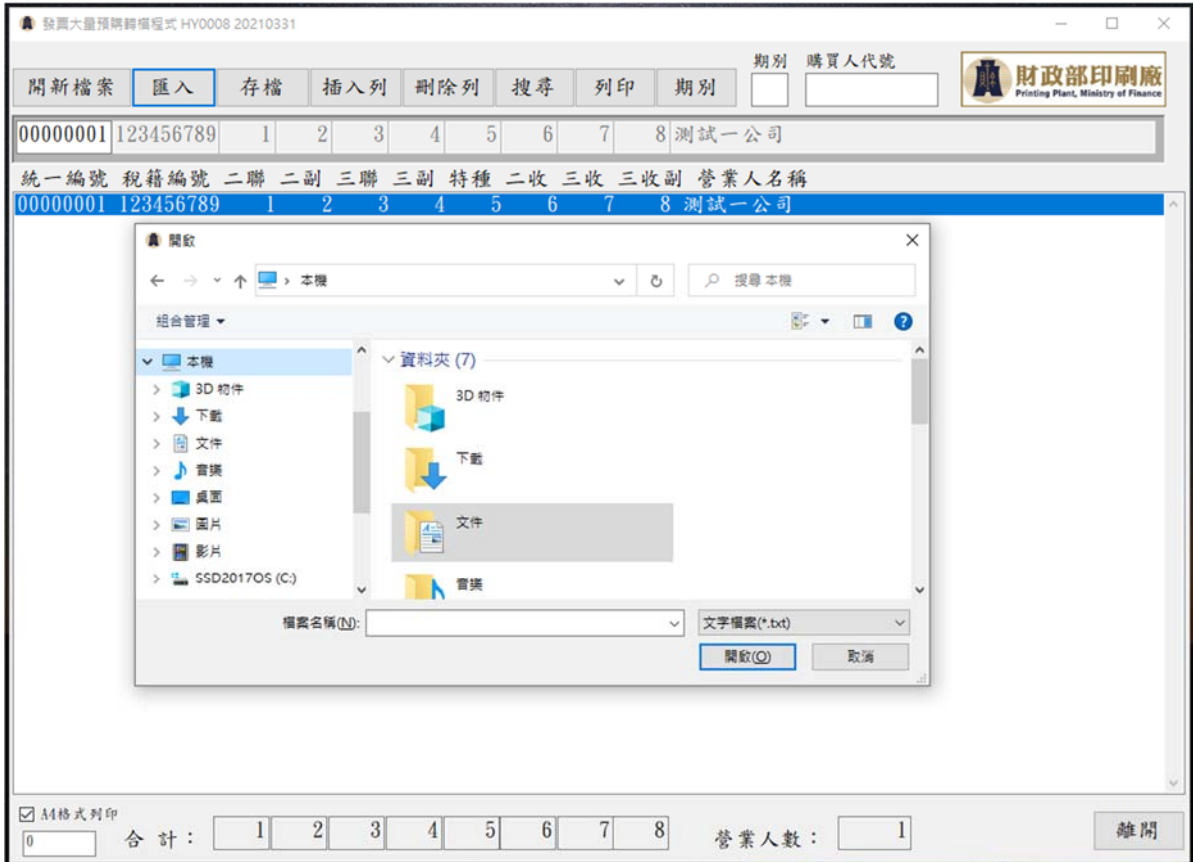 發票大量預購轉檔程式 HY0008 20210331
期別 購買人代號
開新檔案 匯入 存檔 插入列 刪除列 搜尋 列印 期別
財政部印刷廠
Printing Plant, Ministry of Finance
00000001 123456789 1 2 3 4 5 6 7 8 測試一公司
統一編號 稅籍編號 二聯 二副 三聯 三副 特種 二收 三收 三收副 營業人名稱
00000001 123456789 1 2 3 4 5 6 7 8 測試一公司
開啟
本機
搜尋 本機
組合管理
本機
3D 物件
下載
文件
音樂
桌面
圖片
影片
SSD2017OS (C:)
資料夾 (7)
3D 物件
下載
文件
音樂
檔案名稱(N):
文字檔案(*.txt)
開啟(O) 取消
A4格式列印
0
合 計： 1 2 3 4 5 6 7 8 營業人數： 1
離開